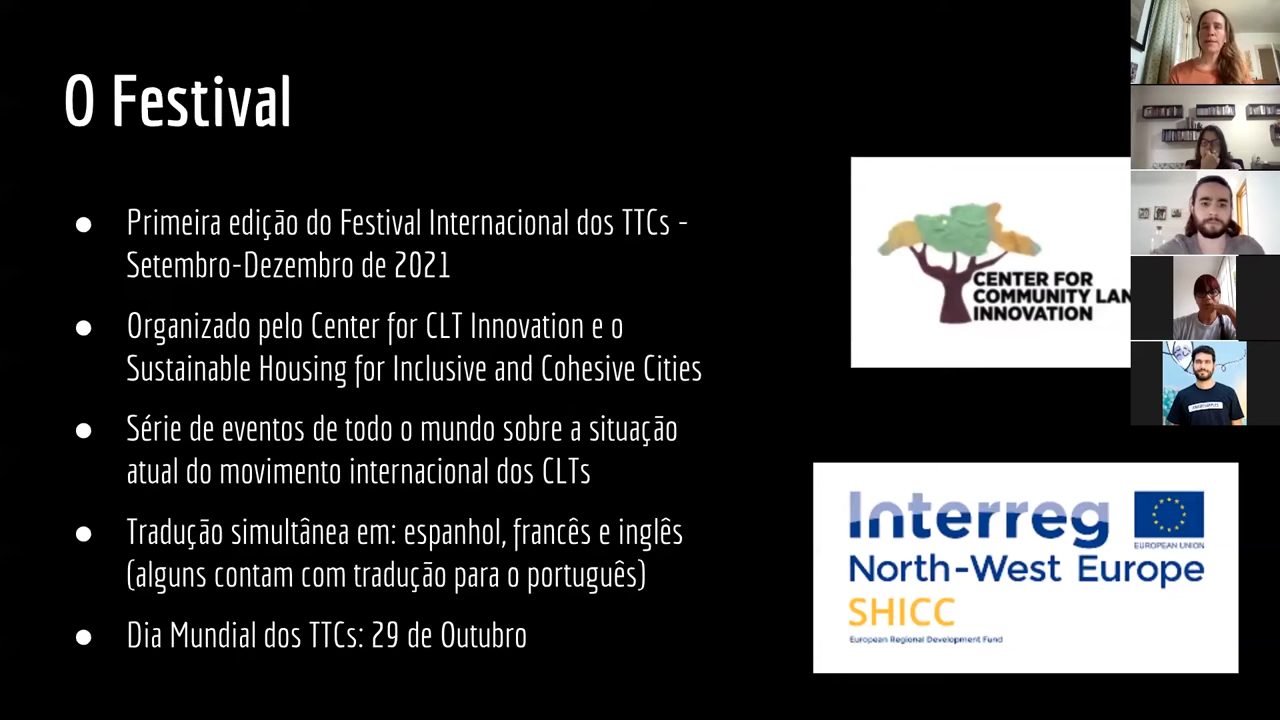 O Festival
● Primeira edição do Festival Internacional dos TTCs -
Setembro-Dezembro de 2021
● Organizado pelo Center for CLT Innovation e o
Sustainable Housing for Inclusive and Cohesive Cities
● Série de eventos de todo o mundo sobre a situação
atual do movimento internacional dos CLTs
● Tradução simultânea em: espanhol, francês e inglês
(alguns contam com tradução para o português)
● Dia Mundial dos TTCs: 29 de Outubro
CENTER FOR
COMMUNITY LAN
INNOVATION
Interreg
EUROPEAN UNION
North-West Europe
SHICC
European Regional Development Fund